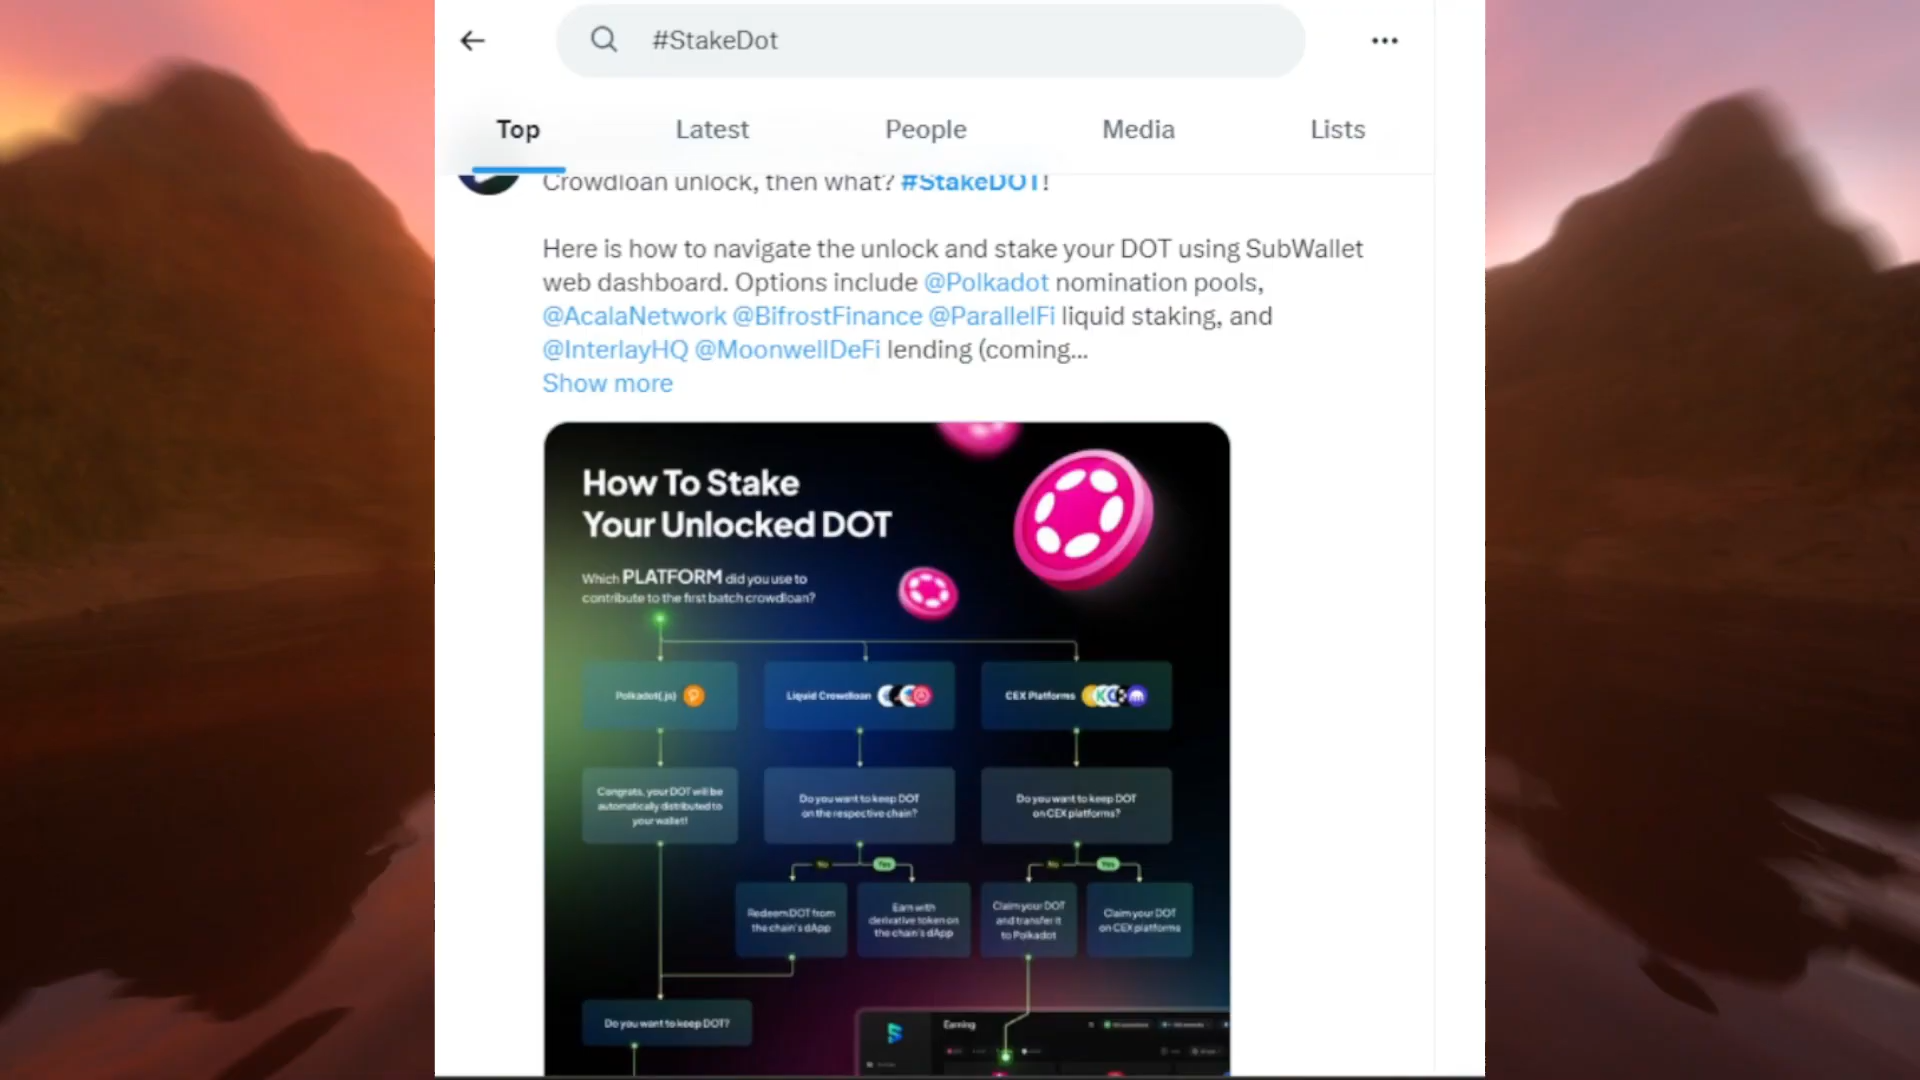 #StakeDot
Top Latest People Media Lists
Crowdloan unlock, then what? #StakeDOT!
Here is how to navigate the unlock and stake your DOT using SubWallet
web dashboard. Options include @Polkadot nomination pools,
@AcalaNetwork @BifrostFinance @ParallelFi liquid staking, and
@InterlayHQ @MoonwellDeFi lending (coming...
Show more
How To Stake
Your Unlocked DOT
Which PLATFORM did you use to
contribute to the first batch crowdloan?
Polkadot{.js}
Liquid Crowdloan
CEX Platforms
Congrats, your DOT will be
automatically distributed to
your wallet!
Do you want to keep DOT
on the respective chain?
Do you want to keep DOT
on CEX platforms?
No Yes
No Yes
Redeem DOT from
the chain's dApp
Earn with
derivative token on
the chain's dApp
Claim your DOT
and transfer it
to Polkadot
Claim your DOT
on CEX platforms
Do you want to keep DOT?
Earning